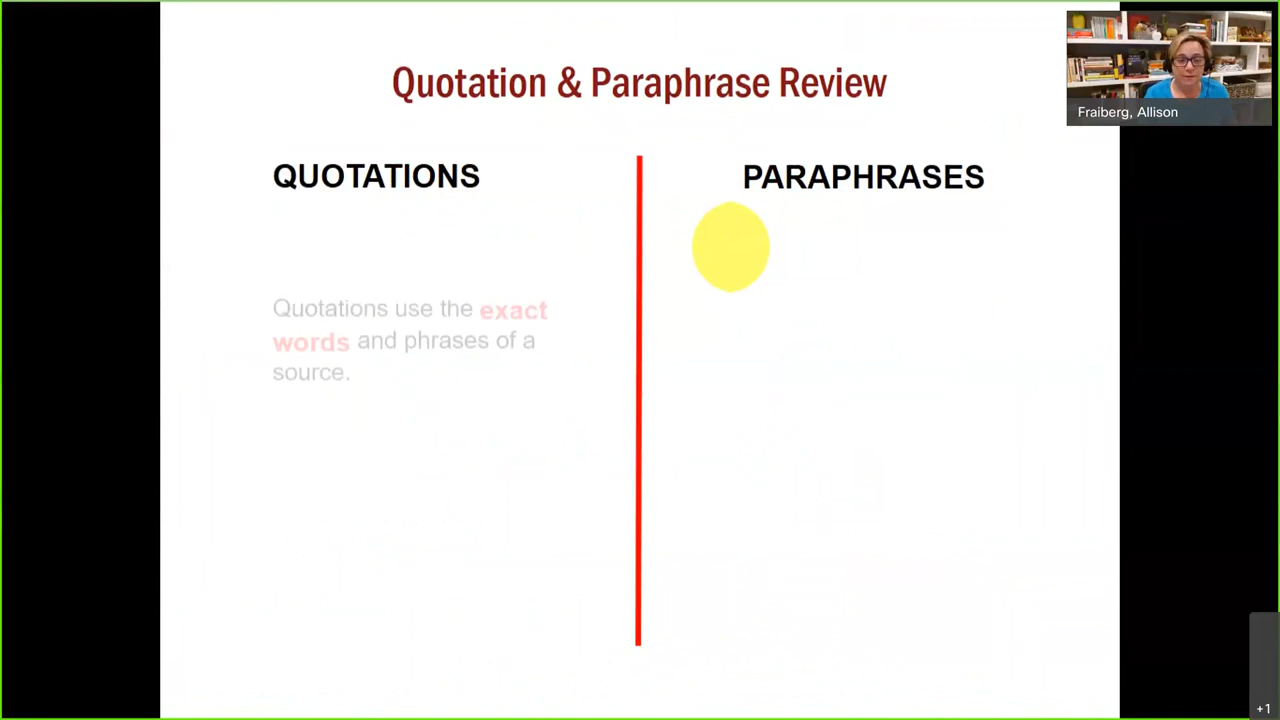 Quotation & Paraphrase Review
Fraiberg, Allison
QUOTATIONS
PARAPHRASES
Quotations use the exact
words and phrases of a
source.
+1